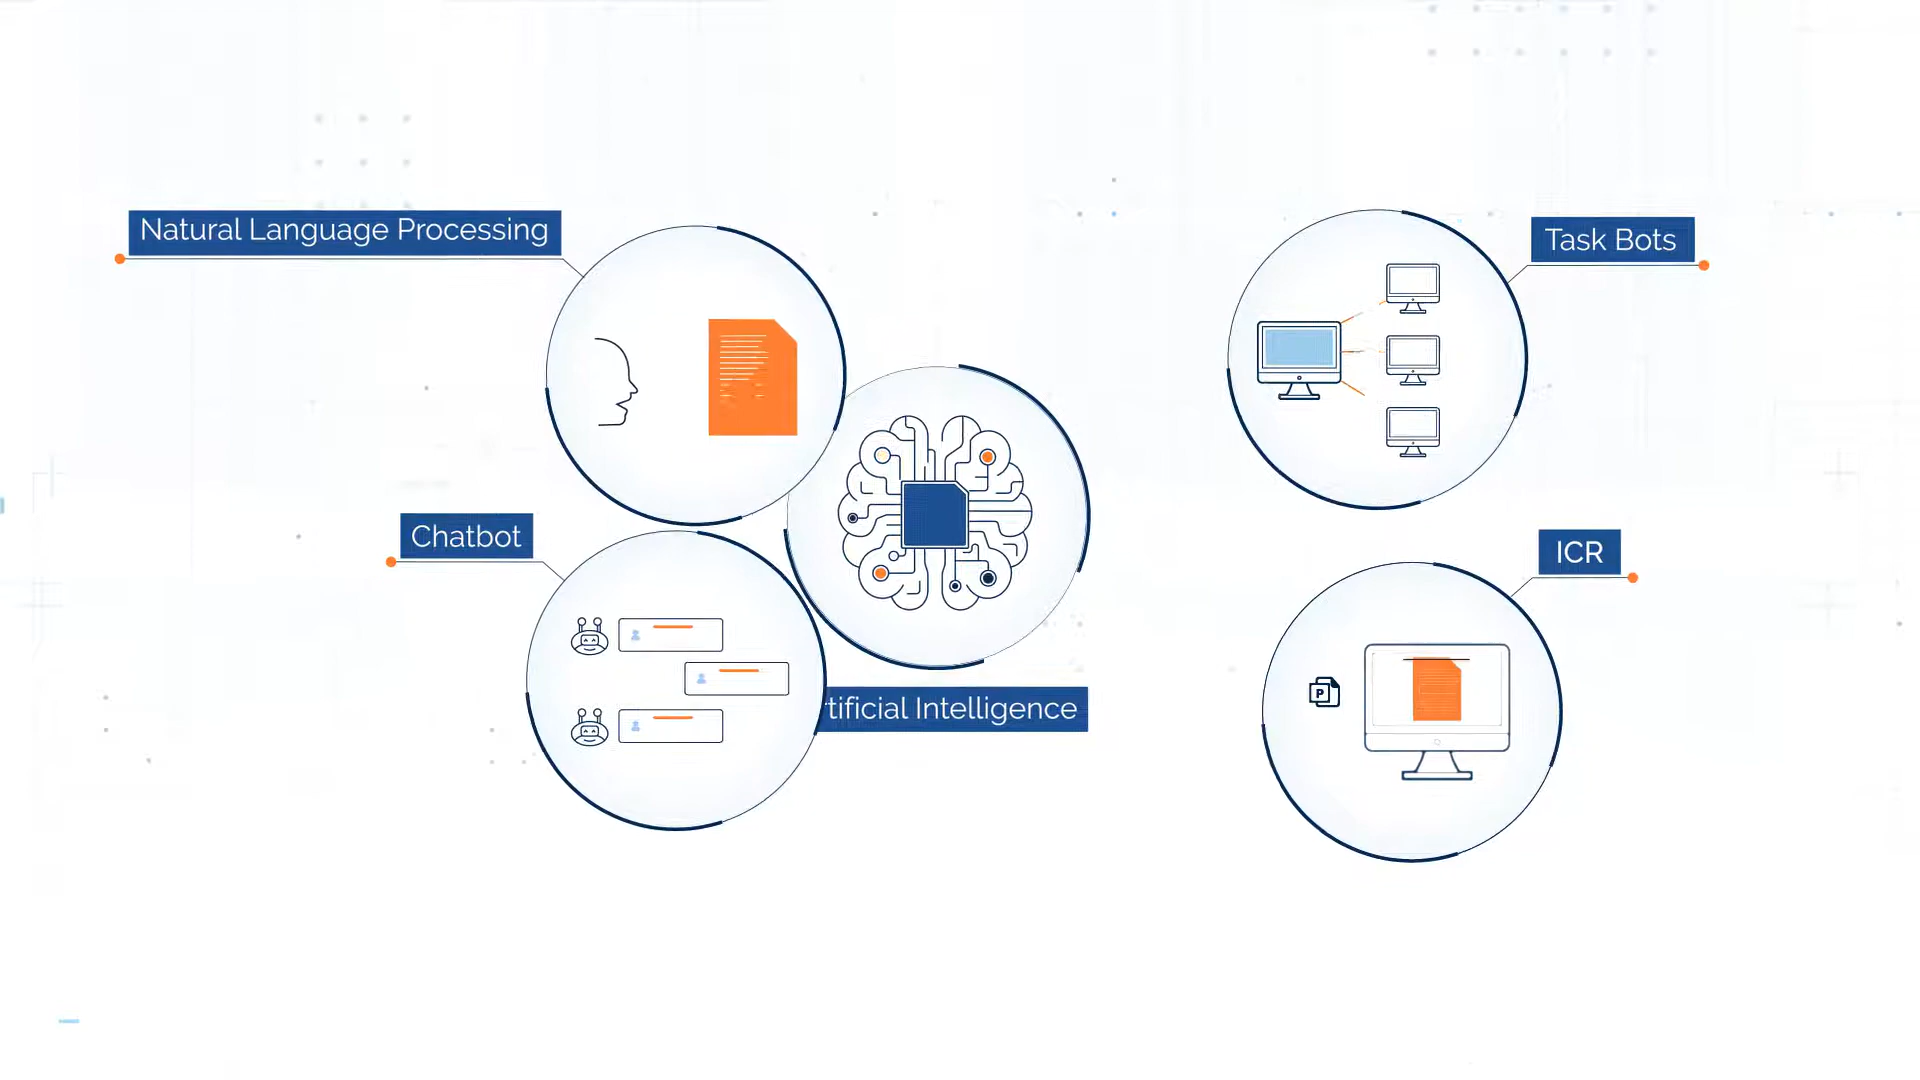 Natural Language Processing
Task Bots
Chatbot
ICR
P
tificial Intelligence